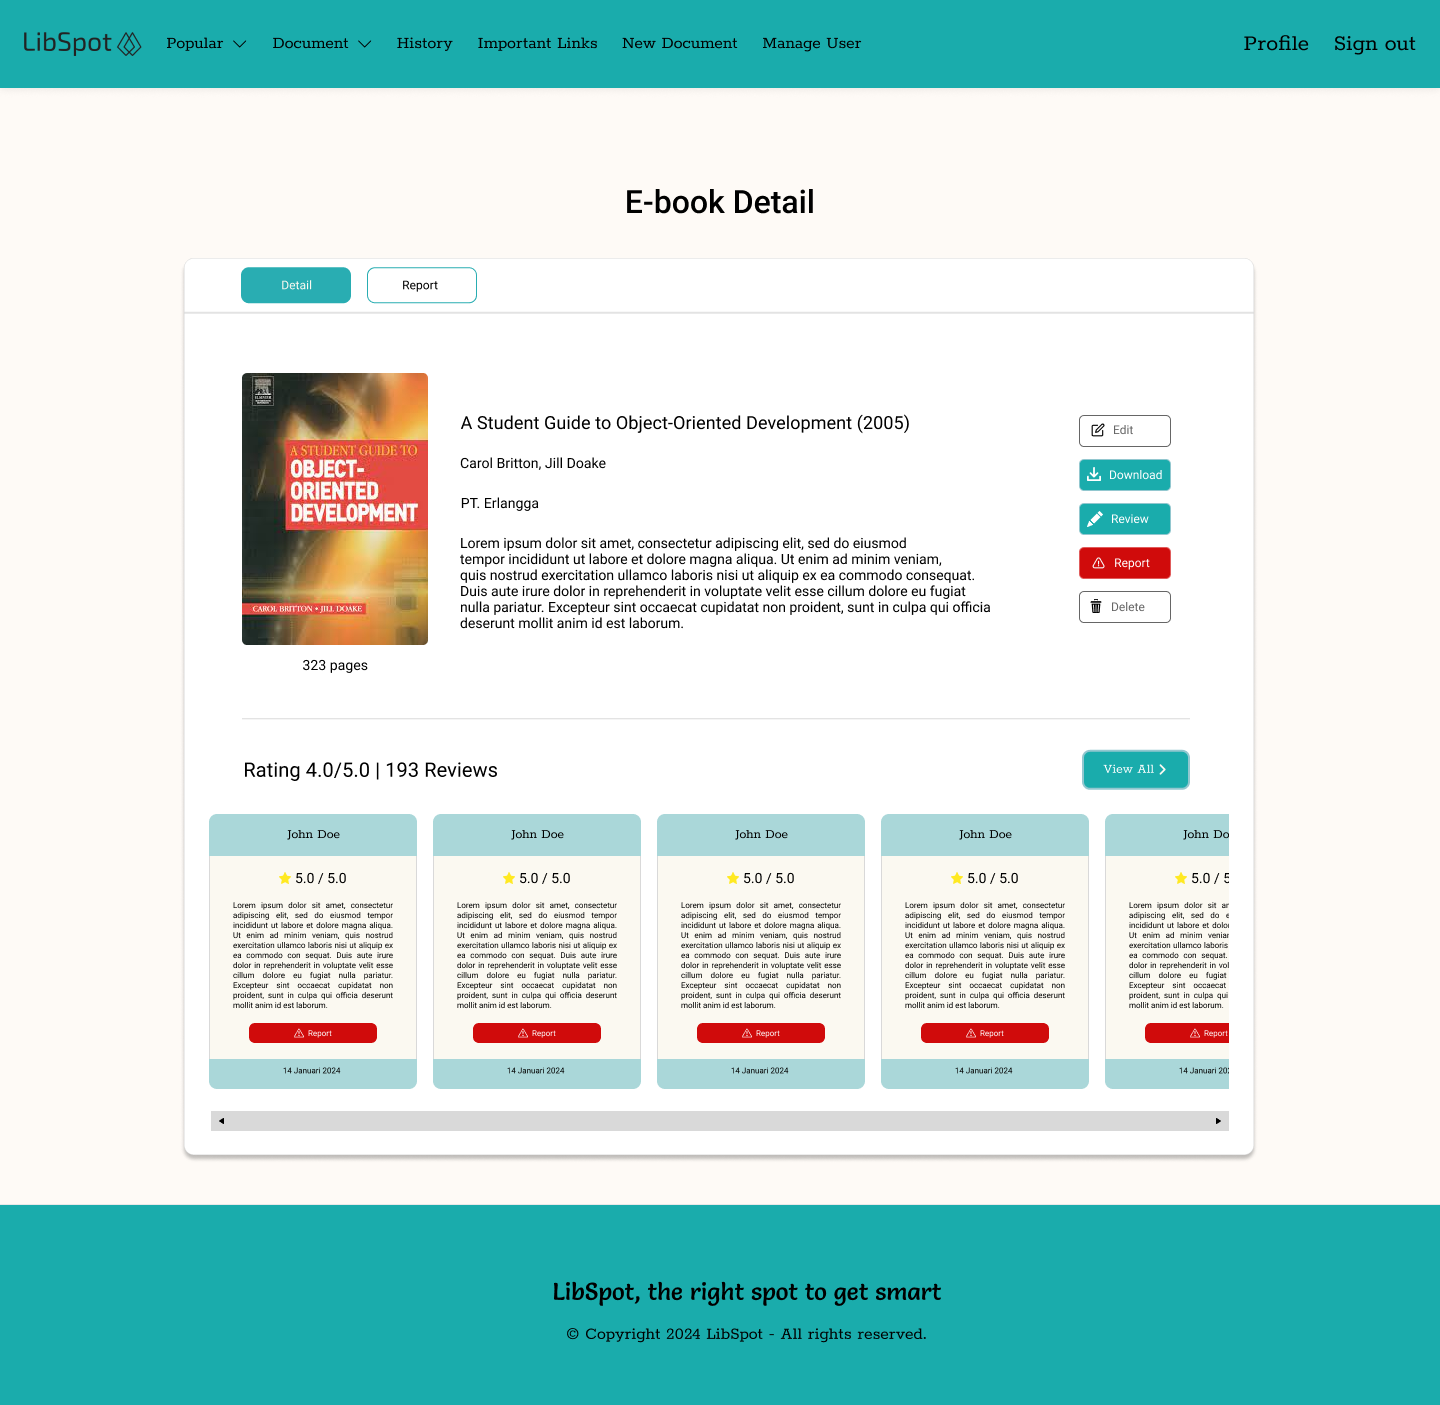 LibSpot Popular Document History Important Links New Document Manage User Profile Sign out
E-book Detail
Detail Report
A STUDENT GUIDE TO
OBJECT-
ORIENTED
DEVELOPMENT
CAROL BRITTON • JILL DOAKE
323 pages
A Student Guide to Object-Oriented Development (2005)
Carol Britton, Jill Doake
PT. Erlangga
Lorem ipsum dolor sit amet, consectetur adipiscing elit, sed do eiusmod
tempor incididunt ut labore et dolore magna aliqua. Ut enim ad minim veniam,
quis nostrud exercitation ullamco laboris nisi ut aliquip ex ea commodo consequat.
Duis aute irure dolor in reprehenderit in voluptate velit esse cillum dolore eu fugiat
nulla pariatur. Excepteur sint occaecat cupidatat non proident, sunt in culpa qui officia
deserunt mollit anim id est laborum.
Edit
Download
Review
Report
Delete
Rating 4.0/5.0 | 193 Reviews
View All
John Doe
5.0 / 5.0
Lorem ipsum dolor sit amet, consectetur
adipiscing elit, sed do eiusmod tempor
incididunt ut labore et dolore magna aliqua.
Ut enim ad minim veniam, quis nostrud
exercitation ullamco laboris nisi ut aliquip ex
ea commodo con sequat. Duis aute irure
dolor in reprehenderit in voluptate velit esse
cillum dolore eu fugiat nulla pariatur.
Excepteur sint occaecat cupidatat non
proident, sunt in culpa qui officia deserunt
mollit anim id est laborum.
Report
14 Januari 2024
John Doe
5.0 / 5.0
Lorem ipsum dolor sit amet, consectetur
adipiscing elit, sed do eiusmod tempor
incididunt ut labore et dolore magna aliqua.
Ut enim ad minim veniam, quis nostrud
exercitation ullamco laboris nisi ut aliquip ex
ea commodo con sequat. Duis aute irure
dolor in reprehenderit in voluptate velit esse
cillum dolore eu fugiat nulla pariatur.
Excepteur sint occaecat cupidatat non
proident, sunt in culpa qui officia deserunt
mollit anim id est laborum.
Report
14 Januari 2024
John Doe
5.0 / 5.0
Lorem ipsum dolor sit amet, consectetur
adipiscing elit, sed do eiusmod tempor
incididunt ut labore et dolore magna aliqua.
Ut enim ad minim veniam, quis nostrud
exercitation ullamco laboris nisi ut aliquip ex
ea commodo con sequat. Duis aute irure
dolor in reprehenderit in voluptate velit esse
cillum dolore eu fugiat nulla pariatur.
Excepteur sint occaecat cupidatat non
proident, sunt in culpa qui officia deserunt
mollit anim id est laborum.
Report
14 Januari 2024
John Doe
5.0 / 5.0
Lorem ipsum dolor sit amet, consectetur
adipiscing elit, sed do eiusmod tempor
incididunt ut labore et dolore magna aliqua.
Ut enim ad minim veniam, quis nostrud
exercitation ullamco laboris nisi ut aliquip ex
ea commodo con sequat. Duis aute irure
dolor in reprehenderit in voluptate velit esse
cillum dolore eu fugiat nulla pariatur.
Excepteur sint occaecat cupidatat non
proident, sunt in culpa qui officia deserunt
mollit anim id est laborum.
Report
14 Januari 2024
John Do
5.0 / 5
Lorem ipsum dolor sit ar
adipiscing elit, sed do e
incididunt ut labore et do
Ut enim ad minim veniar
exercitation ullamco laboris
ea commodo con sequat.
dolor in reprehenderit in vol
cillum dolore eu fugiat
Excepteur sint occaecat
proident, sunt in culpa qui
mollit anim id est laborum.
Report
14 Januari 202
LibSpot, the right spot to get smart
© Copyright 2024 LibSpot - All rights reserved.